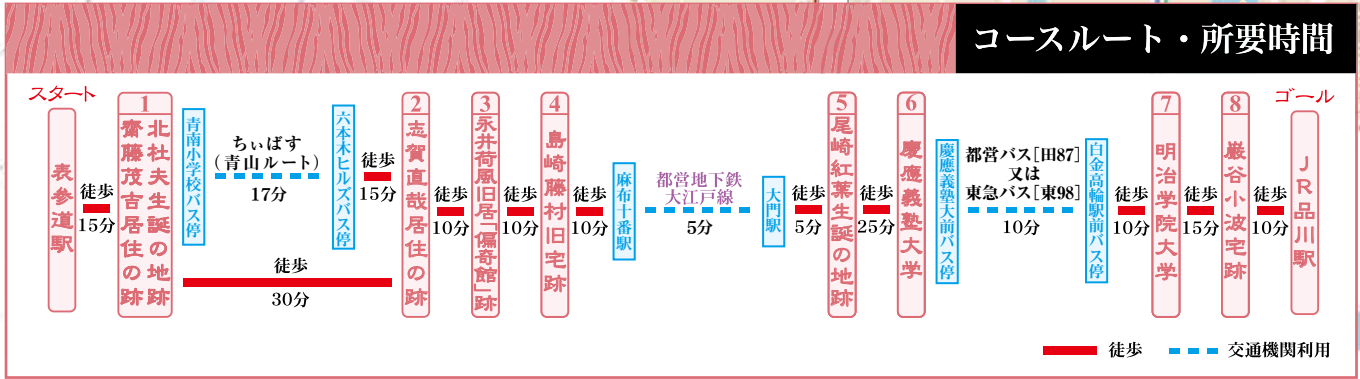 コースルート・所要時間
スタート
表参道駅
徒歩
15分
1
北杜夫生誕の地跡
齋藤茂吉居住の跡
青南小学校バス停
ちぃばす
（青山ルート）
17分
六本木ヒルズバス停
徒歩
15分
徒歩
30分
2
志賀直哉居住の跡
徒歩
10分
3
永井荷風旧居「偏奇館」跡
徒歩
10分
4
島崎藤村旧宅跡
徒歩
10分
麻布十番駅
都営地下鉄
大江戸線
5分
大門駅
徒歩
5分
5
尾崎紅葉生誕の地跡
徒歩
25分
6
慶應義塾大学
慶應義塾大前バス停
都営バス［田87］
又は
東急バス［東98］
10分
白金高輪駅前バス停
徒歩
10分
7
明治学院大学
徒歩
15分
8
巌谷小波宅跡
徒歩
10分
ゴール
JR品川駅
徒歩
交通機関利用